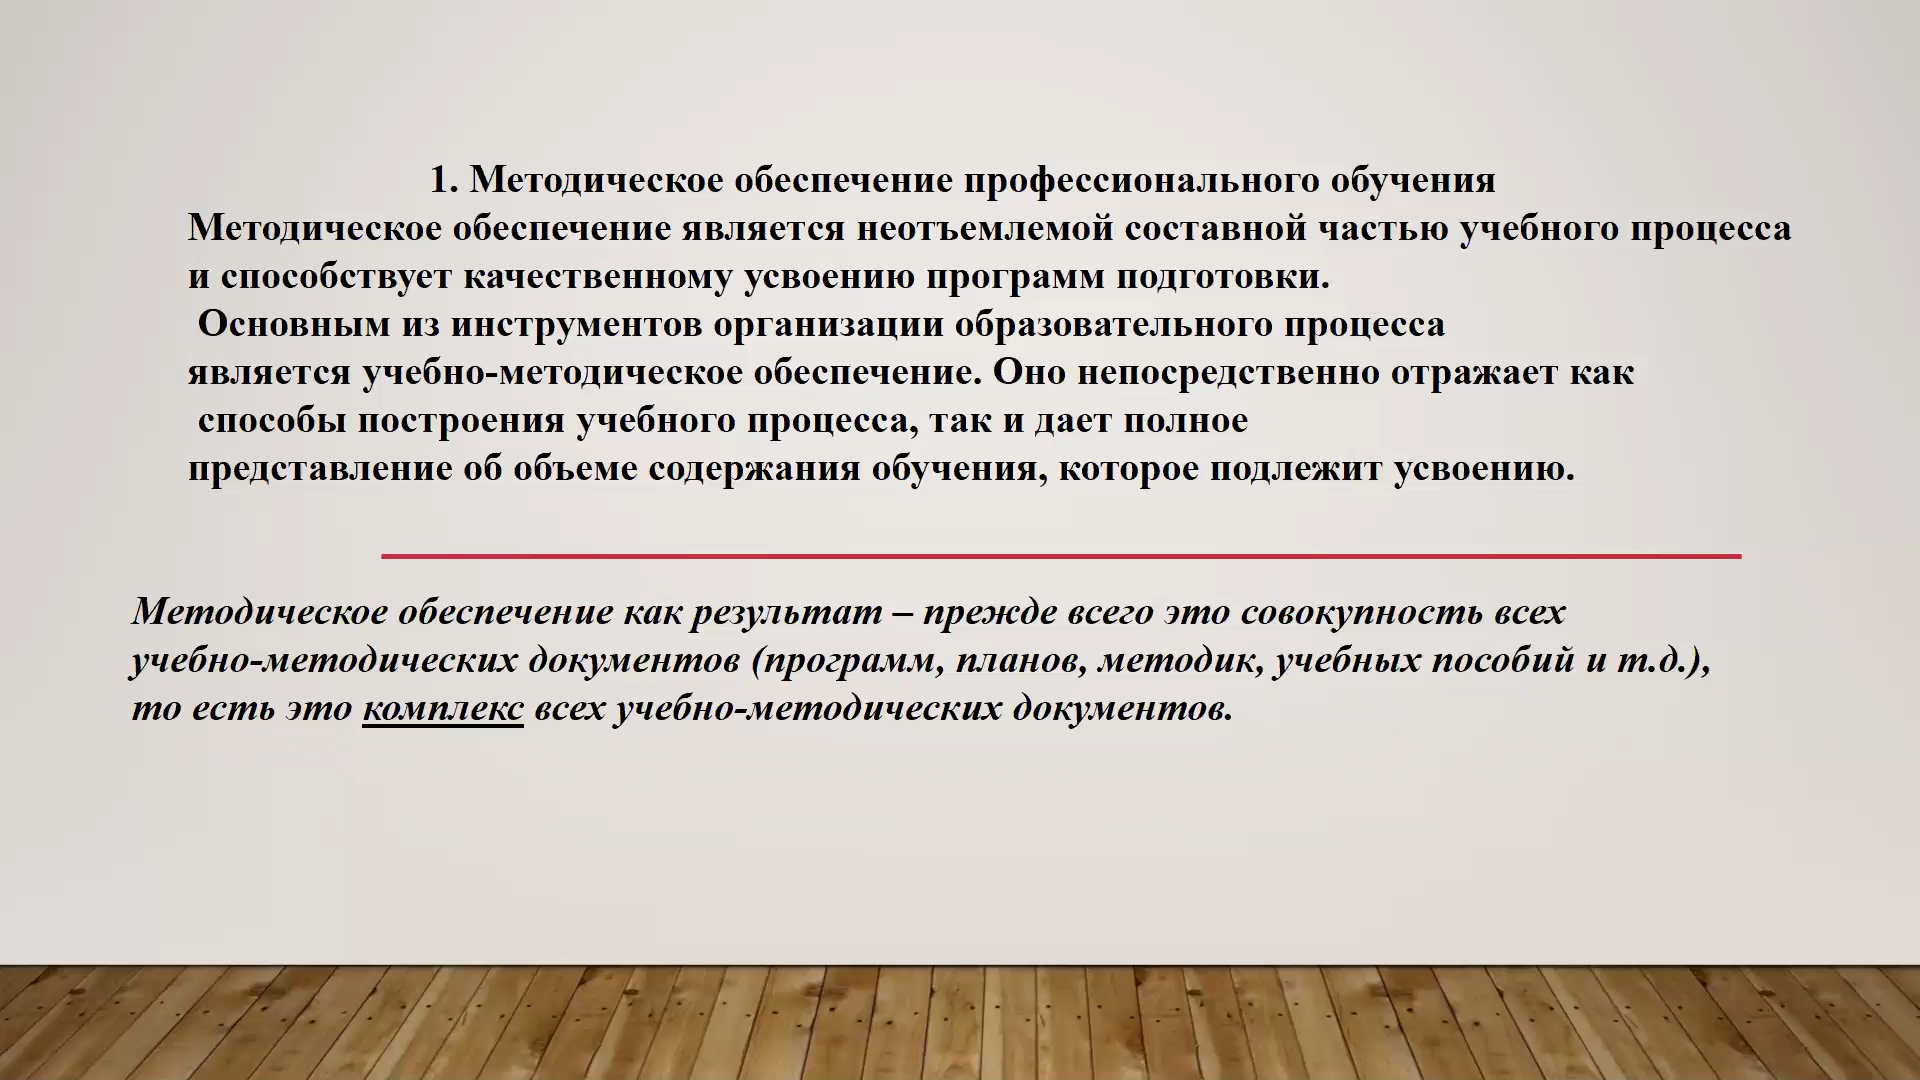 1. Методическое обеспечение профессионального обучения
Методическое обеспечение является неотъемлемой составной частью учебного процесса
и способствует качественному усвоению программ подготовки.
Основным из инструментов организации образовательного процесса
является учебно-методическое обеспечение. Оно непосредственно отражает как
способы построения учебного процесса, так и дает полное
представление об объеме содержания обучения, которое подлежит усвоению.
Методическое обеспечение как результат – прежде всего это совокупность всех
учебно-методических документов (программ, планов, методик, учебных пособий и т.д.),
то есть это комплекс всех учебно-методических документов.